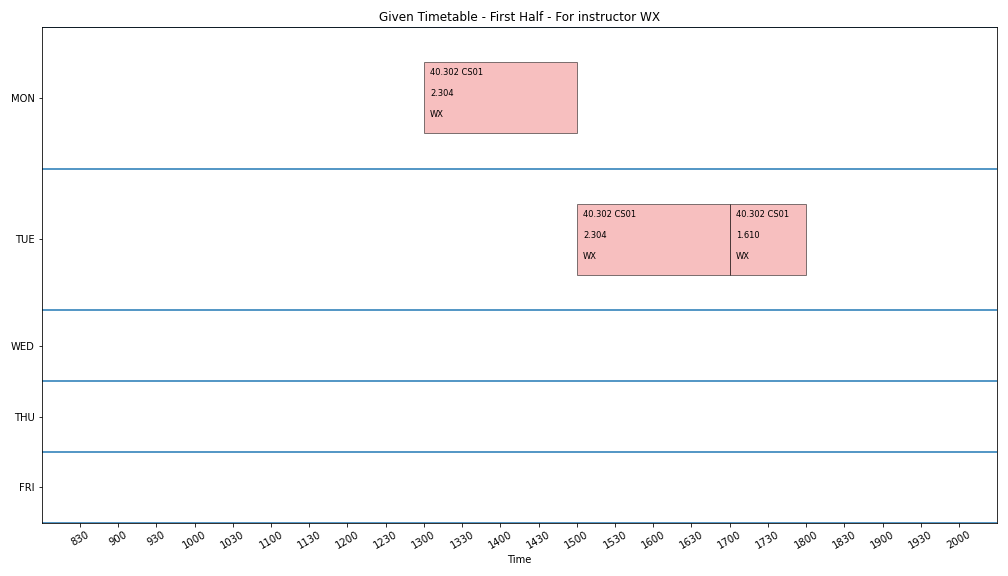 Given Timetable - First Half - For instructor WX
MON
40.302 CS01
2.304
WX
TUE
40.302 CS01
2.304
WX
40.302 CS01
1.610
WX
WED
THU
FRI
830 900 930 1000 1030 1100 1130 1200 1230 1300 1330 1400 1430 1500 1530 1600 1630 1700 1730 1800 1830 1900 1930 2000
Time